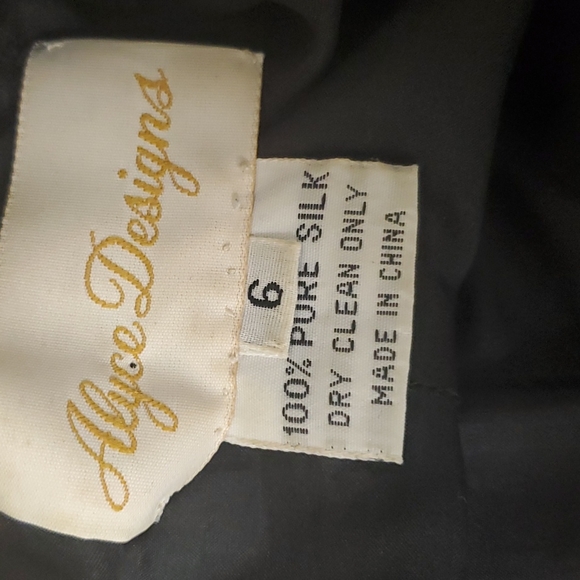 Alyce Designs
6
100% PURE SILK
DRY CLEAN ONLY
MADE IN CHINA